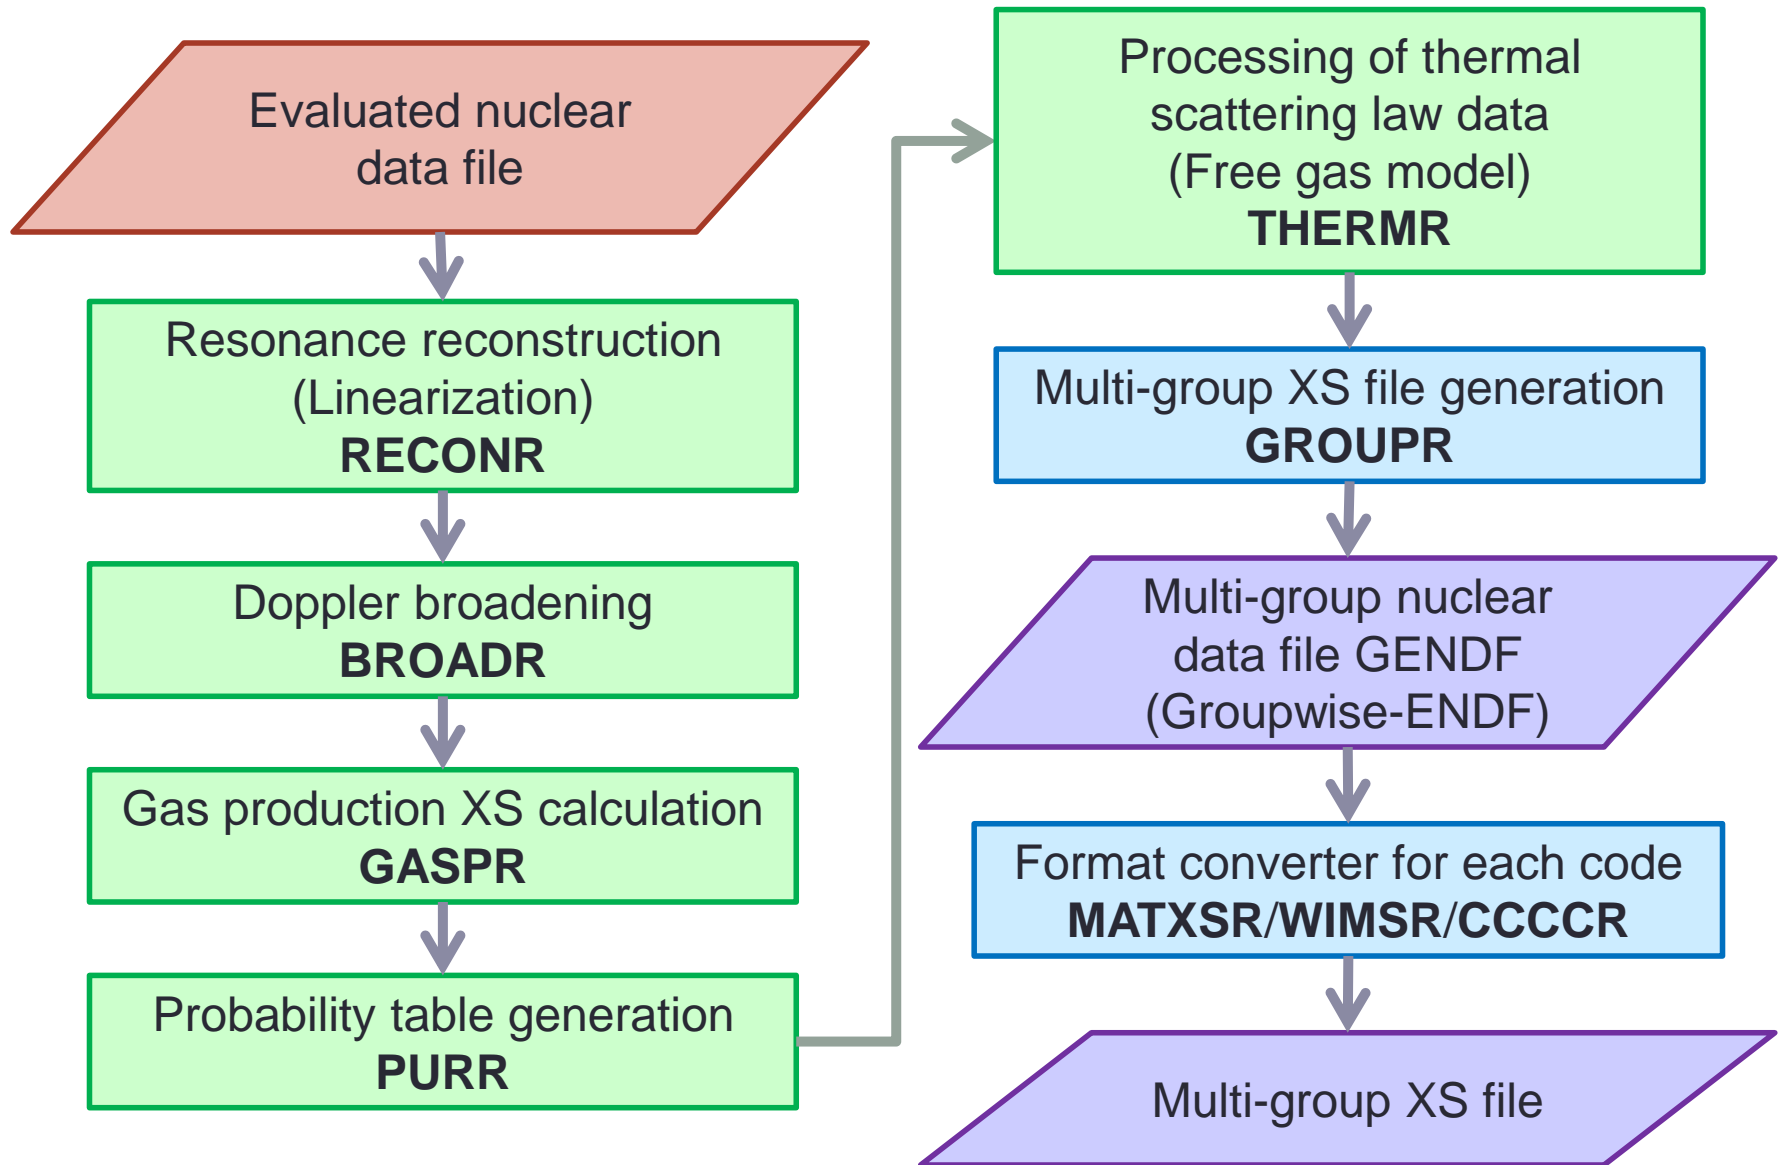 Evaluated nuclear
data file
Resonance reconstruction
(Linearization)
RECONR
Doppler broadening
BROADR
Gas production XS calculation
GASPR
Probability table generation
PURR
Processing of thermal
scattering law data
(Free gas model)
THERMR
Multi-group XS file generation
GROUPR
Multi-group nuclear
data file GENDF
(Groupwise-ENDF)
Format converter for each code
MATXSR/WIMSR/CCCCR
Multi-group XS file